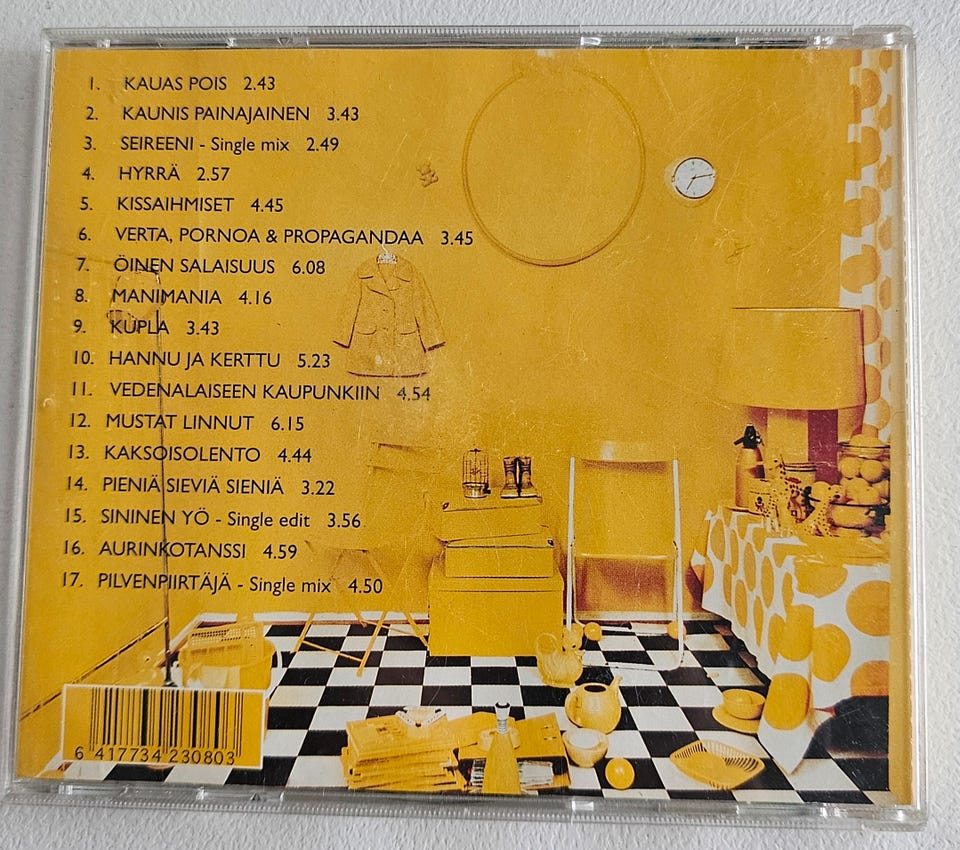 1. KAUAS POIS 2.43
2. KAUNIS PAINAJAINEN 3.43
3. SEIREENI - Single mix 2.49
4. HYRRÄ 2.57
5. KISSAIHMISET 4.45
6. VERTA, PORNOA & PROPAGANDAA 3.45
7. ÖINEN SALAISUUS 6.08
8. MANIMANIA 4.16
9. KUPLA 3.43
10. HANNU JA KERTTU 5.23
11. VEDENALAISEEN KAUPUNKIIN 4.54
12. MUSTAT LINNUT 6.15
13. KAKSOISOLENTO 4.44
14. PIENIÄ SIEVIÄ SIENIÄ 3.22
15. SININEN YÖ - Single edit 3.56
16. AURINKOTANSSI 4.59
17. PILVENPIIRTÄJÄ - Single mix 4.50
6 417734 230803